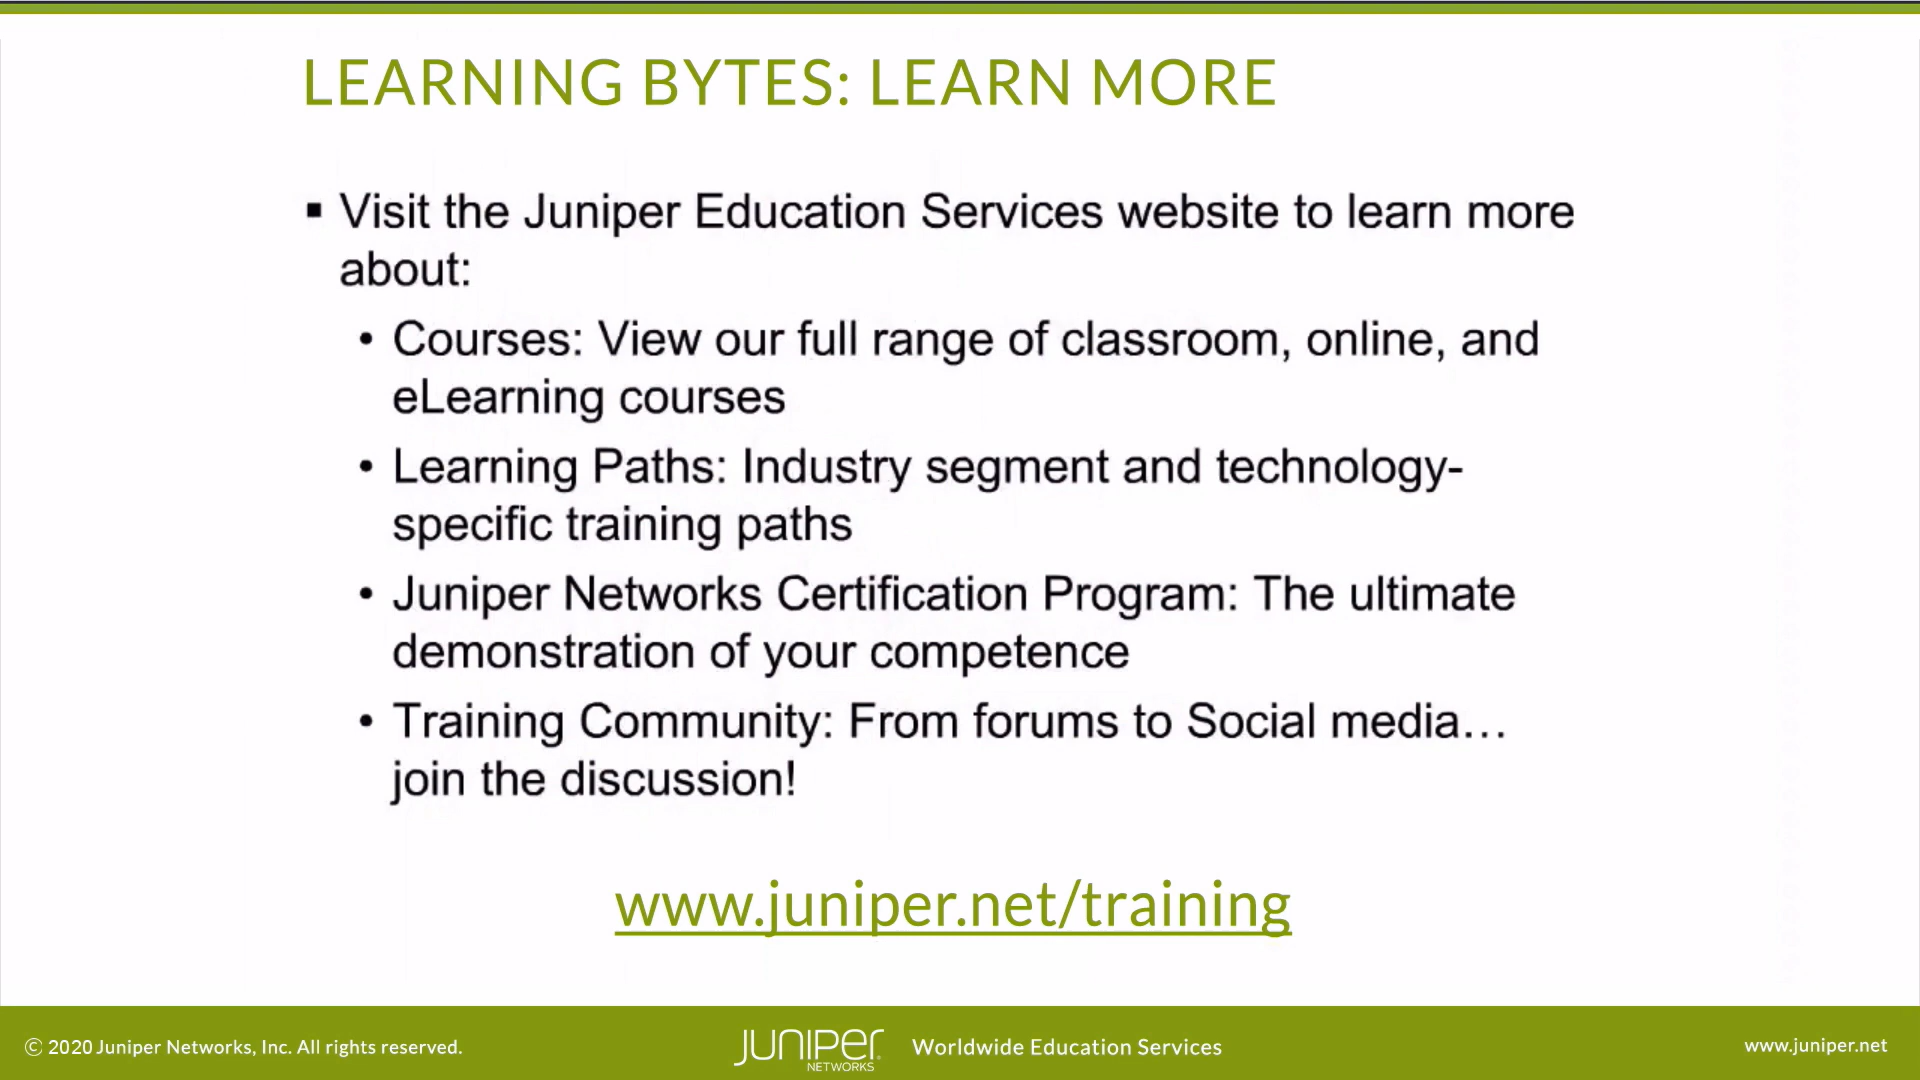 LEARNING BYTES: LEARN MORE
▪ Visit the Juniper Education Services website to learn more
about:
• Courses: View our full range of classroom, online, and
eLearning courses
• Learning Paths: Industry segment and technology-
specific training paths
• Juniper Networks Certification Program: The ultimate
demonstration of your competence
• Training Community: From forums to Social media…
join the discussion!
www.juniper.net/training
© 2020 Juniper Networks, Inc. All rights reserved.
JUNIPER
NETWORKS
Worldwide Education Services
www.juniper.net